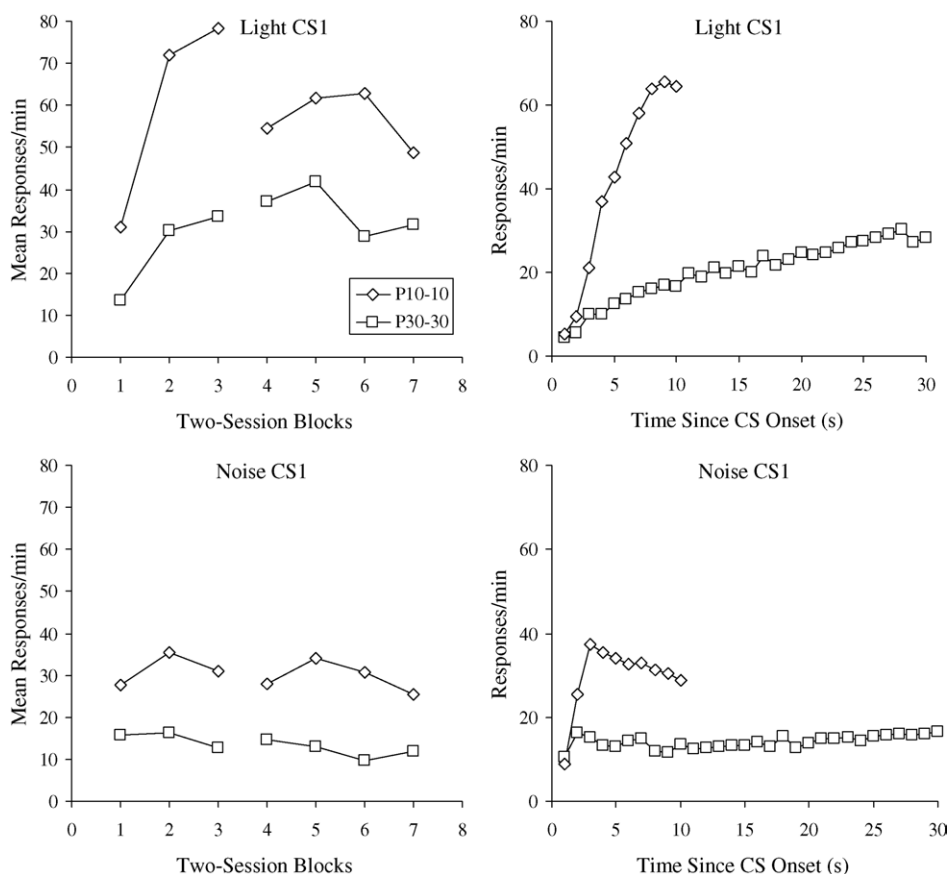 Light CS1
80
70
60
50
40
30
20
10
0
Mean Responses/min
P10-10
P30-30
0 1 2 3 4 5 6 7 8
Two-Session Blocks
Light CS1
80
60
40
20
0
Responses/min
0 5 10 15 20 25 30
Time Since CS Onset (s)
Noise CS1
80
70
60
50
40
30
20
10
0
Mean Responses/min
0 1 2 3 4 5 6 7 8
Two-Session Blocks
Noise CS1
80
60
40
20
0
Responses/min
0 5 10 15 20 25 30
Time Since CS Onset (s)